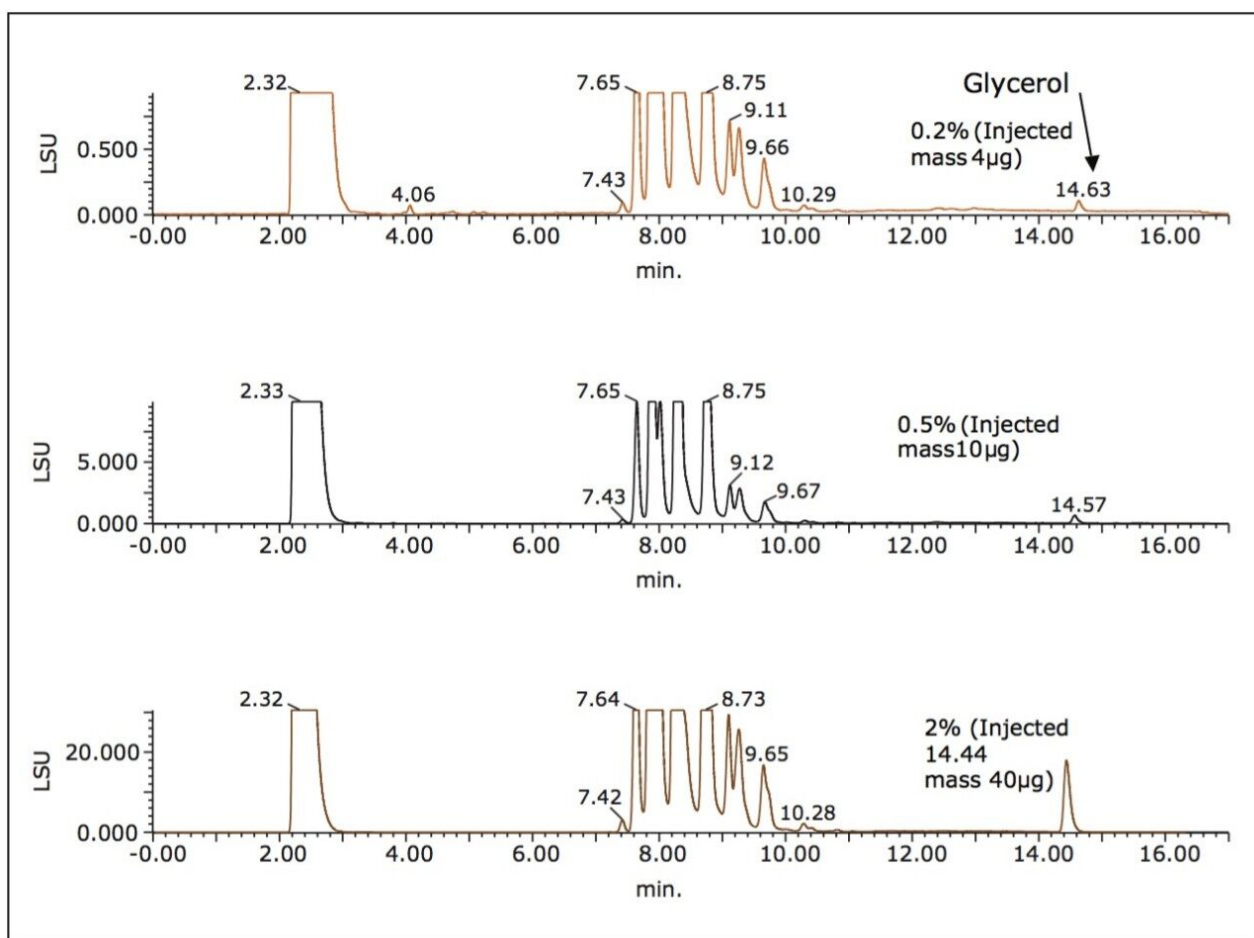 2.32
7.65
8.75
Glycerol
9.11
0.2% (Injected
mass 4µg)
LSU
0.500
9.66
7.43
4.06
10.29
14.63
0.000
-0.00 2.00 4.00 6.00 8.00 10.00 12.00 14.00 16.00
min.
2.33
7.65
8.75
0.5% (Injected
mass10µg)
LSU
5.000
9.12
7.43
9.67
14.57
0.000
-0.00 2.00 4.00 6.00 8.00 10.00 12.00 14.00 16.00
min.
2.32
7.64
8.73
2% (Injected
14.44
mass 40µg)
LSU
20.000
9.65
7.42
10.28
0.000
-0.00 2.00 4.00 6.00 8.00 10.00 12.00 14.00 16.00
min.